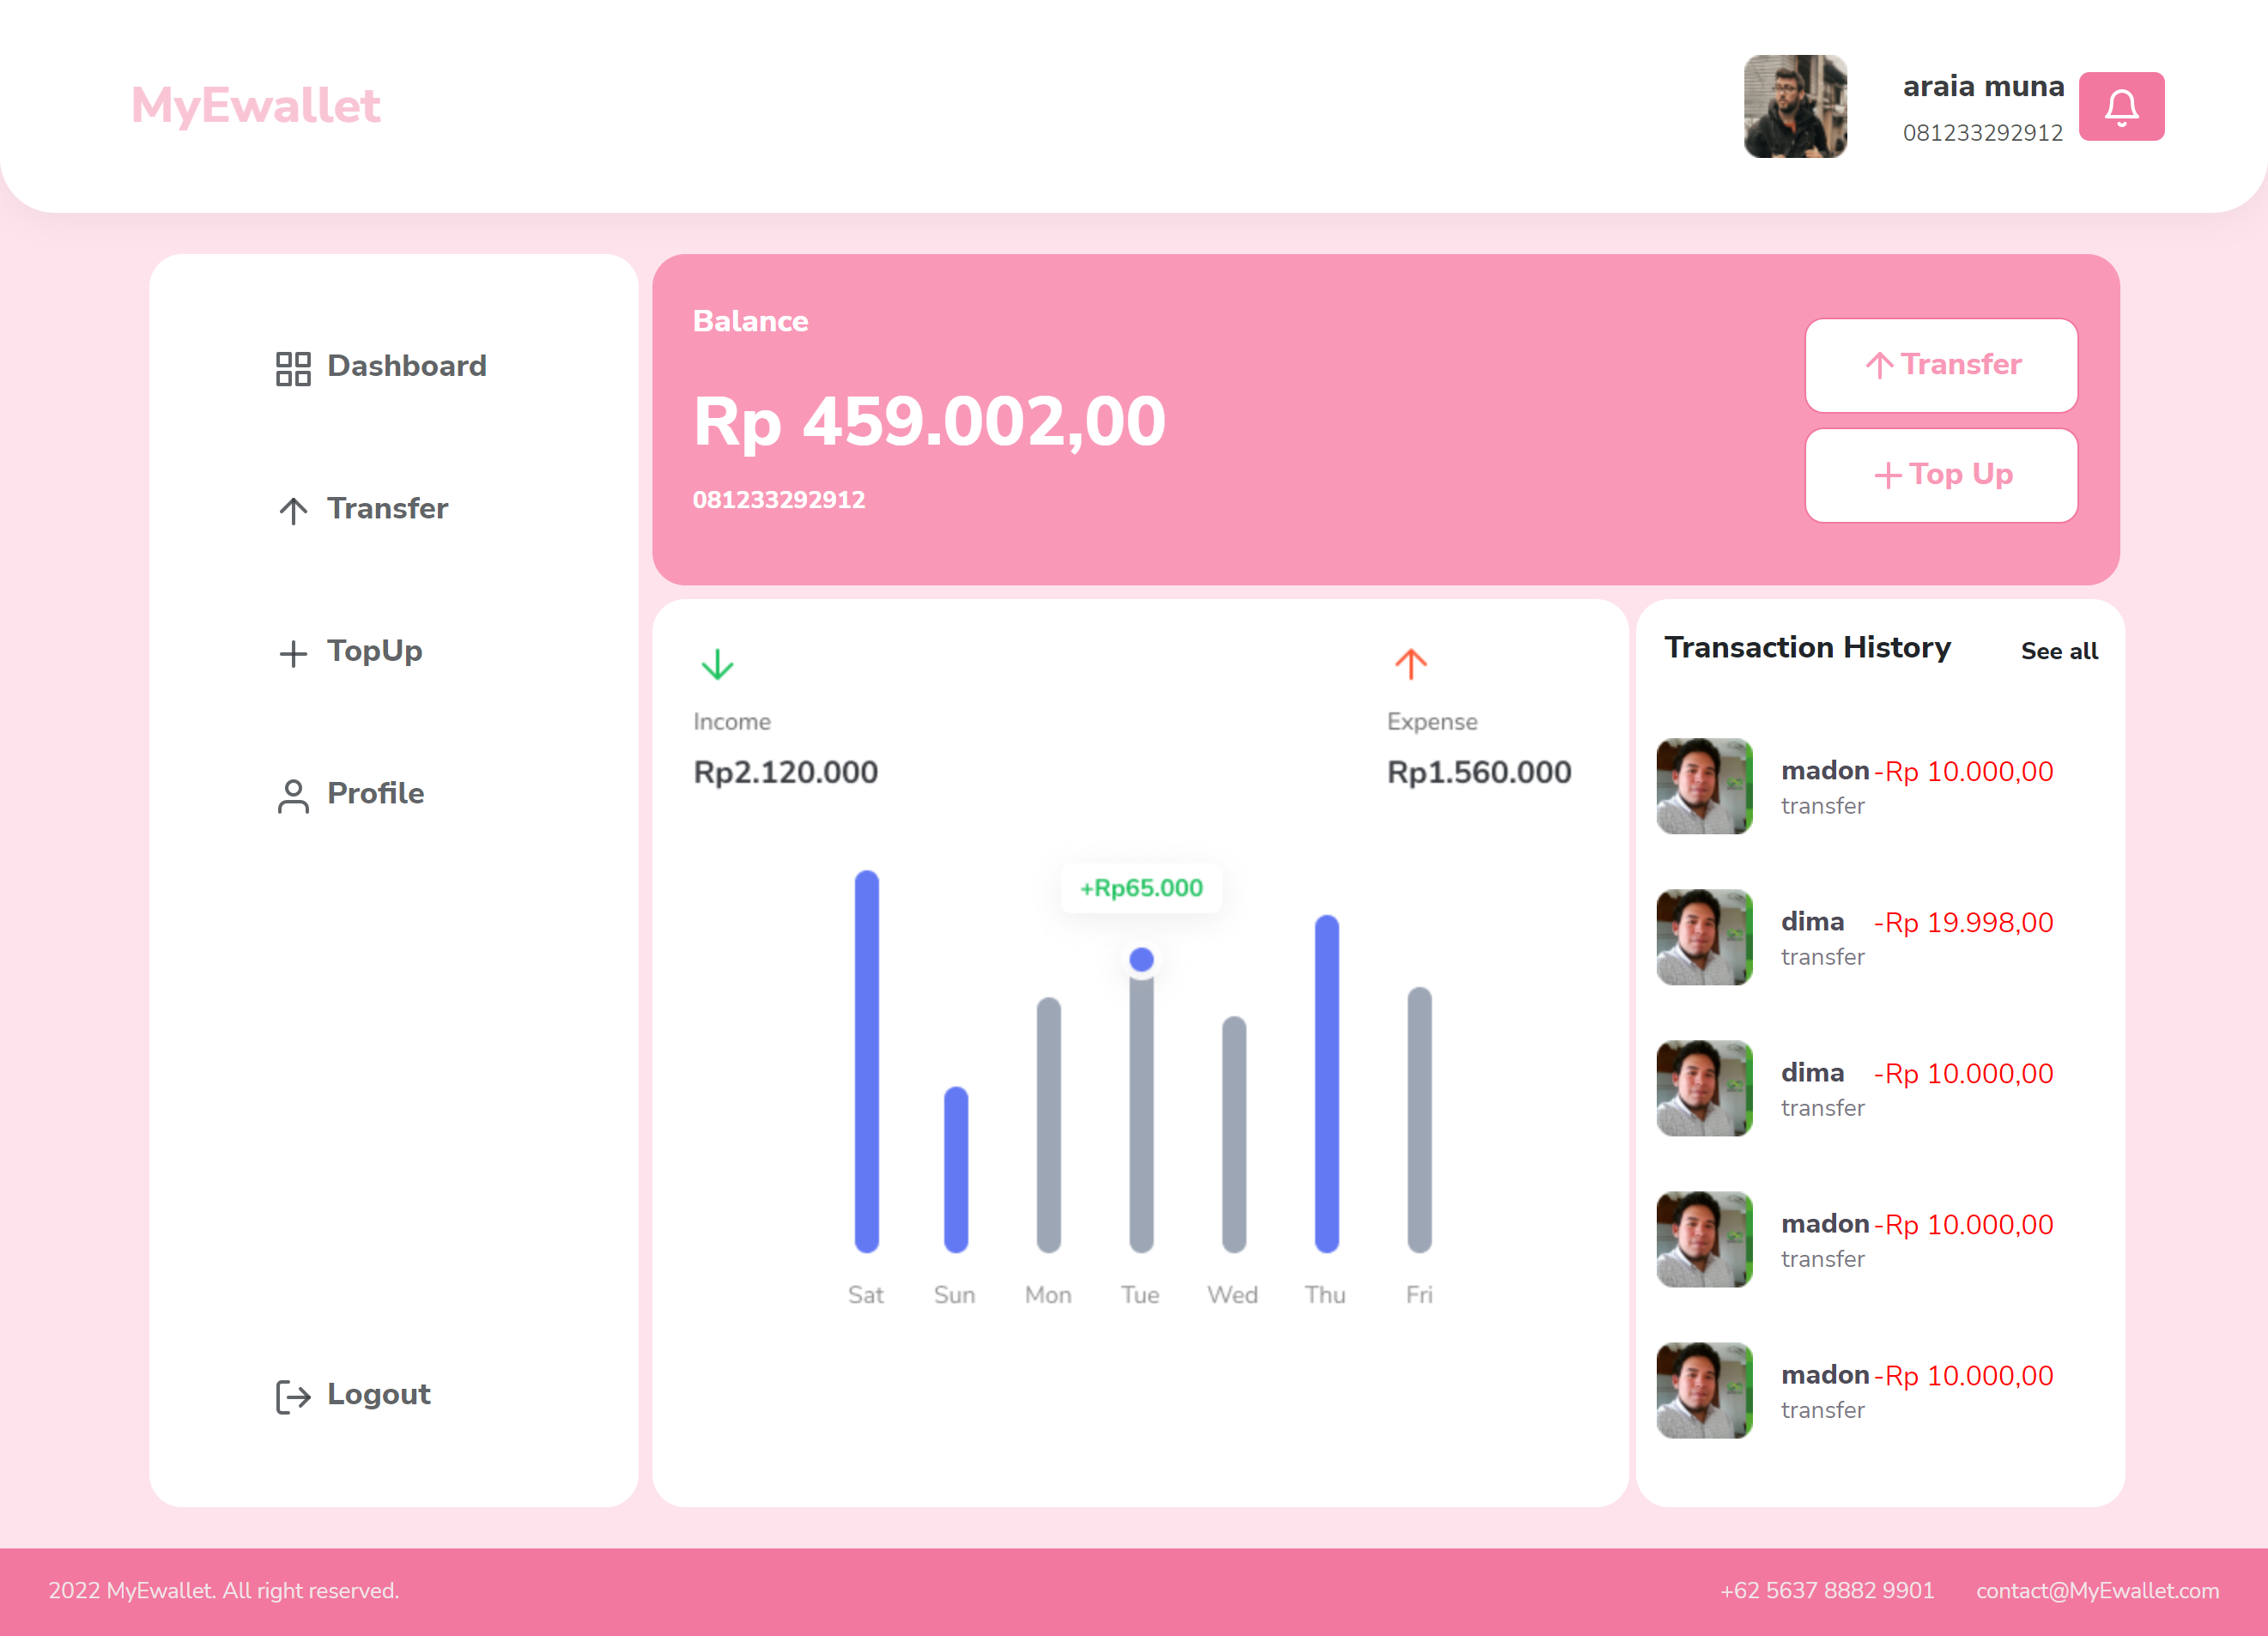 MyEwallet
araia muna
081233292912
Dashboard
Transfer
TopUp
Profile
Logout
Balance
Rp 459.002,00
081233292912
Transfer
Top Up
Income
Rp2.120.000
Expense
Rp1.560.000
+Rp65.000
Sat Sun Mon Tue Wed Thu Fri
Transaction History See all
madon -Rp 10.000,00
transfer
dima -Rp 19.998,00
transfer
dima -Rp 10.000,00
transfer
madon -Rp 10.000,00
transfer
madon -Rp 10.000,00
transfer
2022 MyEwallet. All right reserved.
+62 5637 8882 9901 contact@MyEwallet.com